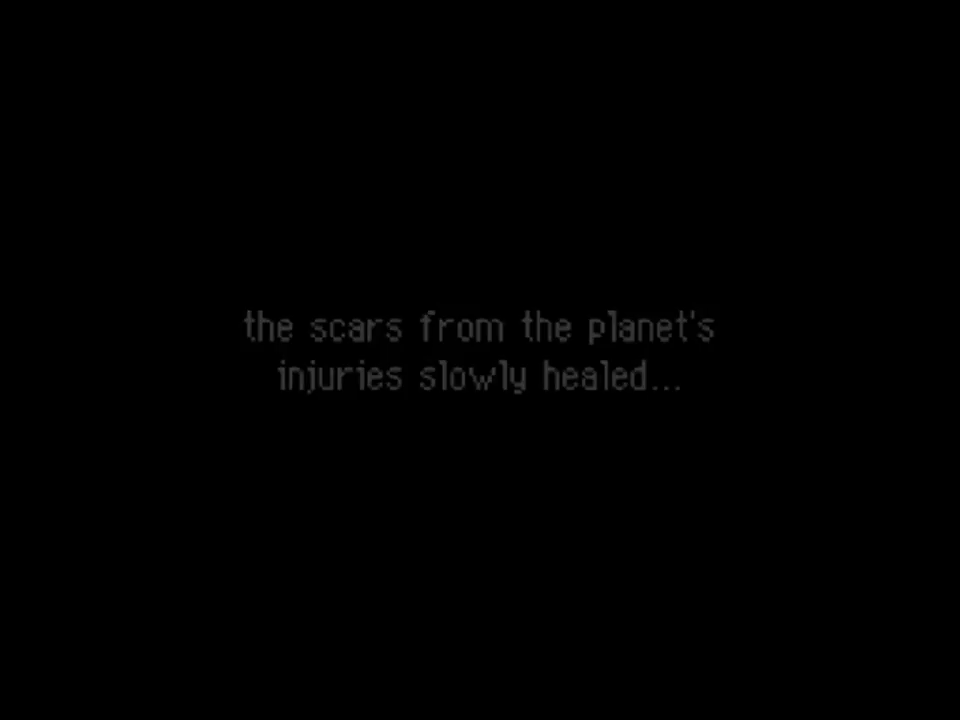 the scars from the planet's
injuries slowly healed...